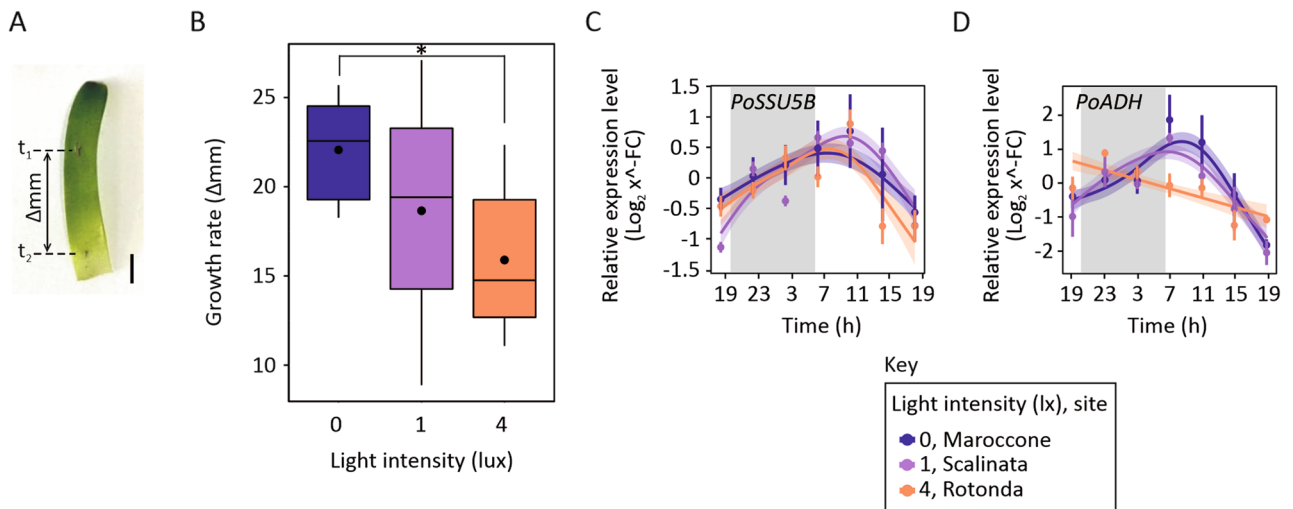 A
t1
Δmm
t2
B
*
Growth rate (Δmm)
25
20
15
10
0 1 4
Light intensity (lux)
C
Relative expression level
(Log2 x^-FC)
PoSSU5B
1.5
1
0.5
0
-0.5
-1
-1.5
19 23 3 7 11 15 19
Time (h)
D
Relative expression level
(Log2 x^-FC)
PoADH
2
1
0
-1
-2
19 23 3 7 11 15 19
Time (h)
Key
Light intensity (lx), site
0, Maroccone
1, Scalinata
4, Rotonda